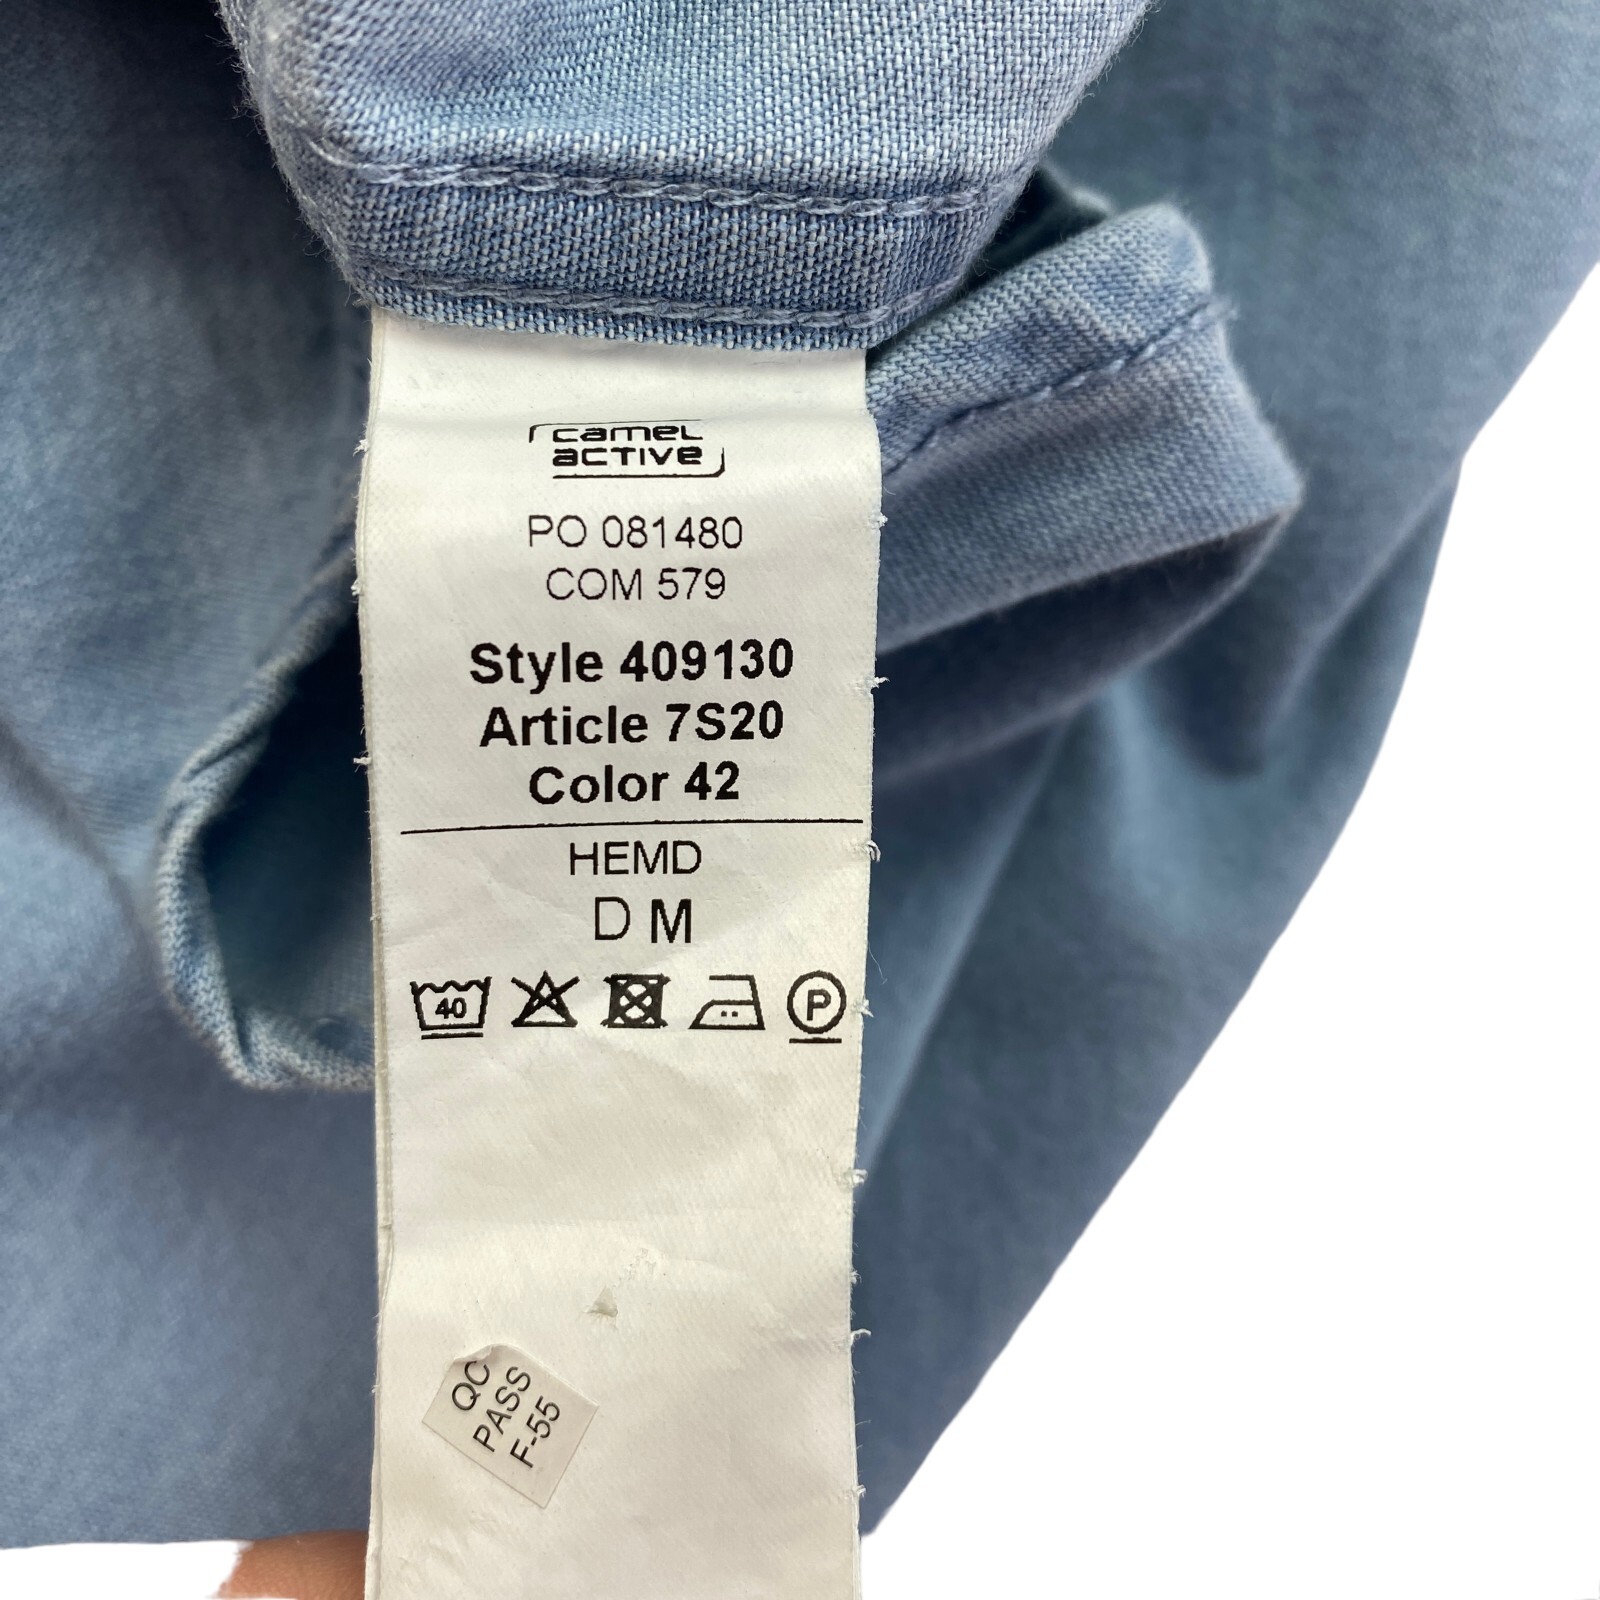 camel
active
PO 081480
COM 579
Style 409130
Article 7S20
Color 42
HEMD
D M
40
P
QC
PASS
F-55